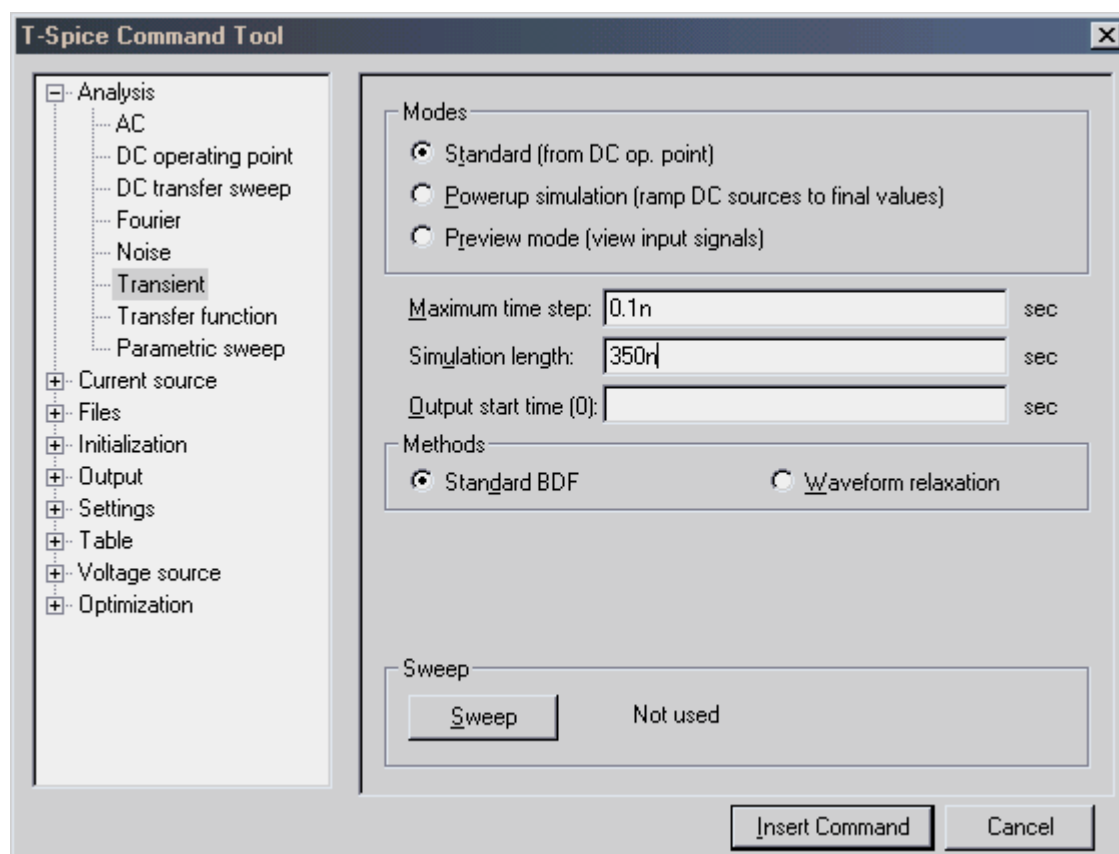 T-Spice Command Tool
Analysis
AC
DC operating point
DC transfer sweep
Fourier
Noise
Transient
Transfer function
Parametric sweep
Current source
Files
Initialization
Output
Settings
Table
Voltage source
Optimization
Modes
Standard (from DC op. point)
Powerup simulation (ramp DC sources to final values)
Preview mode (view input signals)
Maximum time step: 0.1n sec
Simulation length: 350n sec
Output start time (0): sec
Methods
Standard BDF Waveform relaxation
Sweep
Sweep Not used
Insert Command Cancel